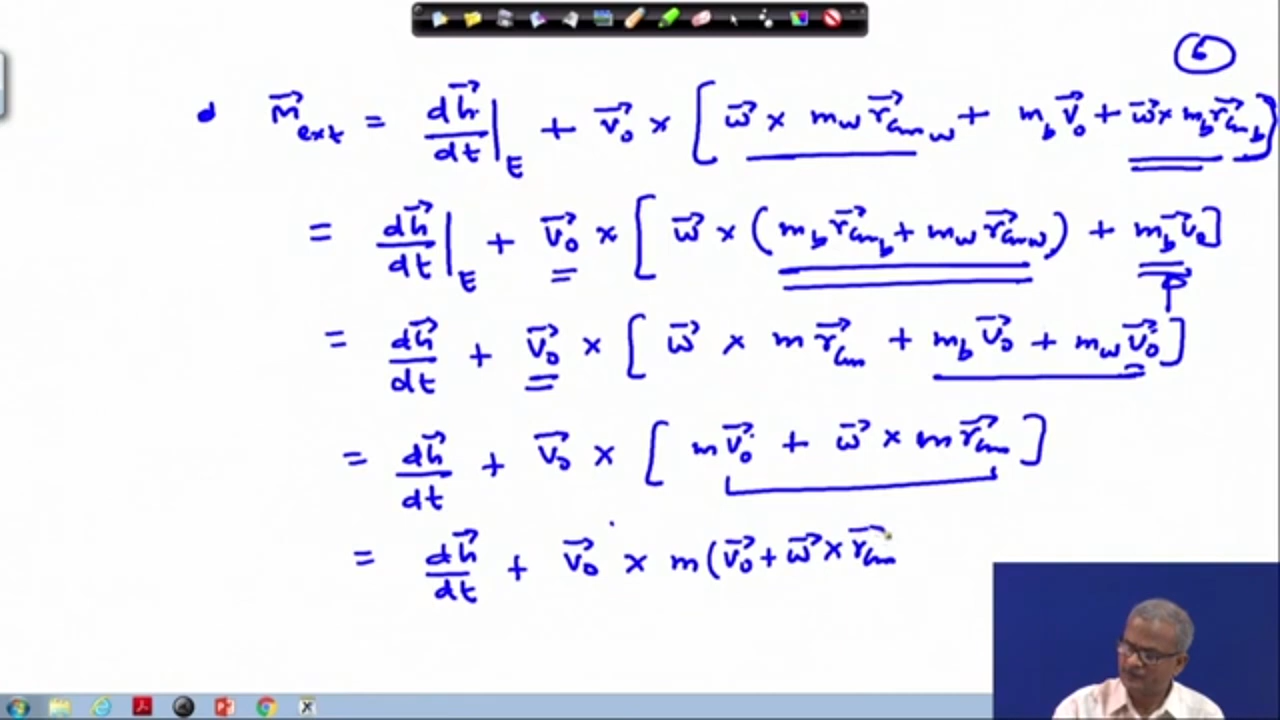 6
M⃗ext = dh⃗/dt|E + v⃗o × [ω⃗ × mw r⃗cmw + mb v⃗o + ω⃗ × mb r⃗cmb]
= dh⃗/dt|E + v⃗o × [ω⃗ × (mb r⃗cmb + mw r⃗cmw) + mb v⃗o]
= dh⃗/dt + v⃗o × [ω⃗ × m r⃗cm + mb v⃗o + mw v⃗o]
= dh⃗/dt + v⃗o × [m v⃗o + ω⃗ × m r⃗cm]
= dh⃗/dt + v⃗o × m(v⃗o + ω⃗ × r⃗cm